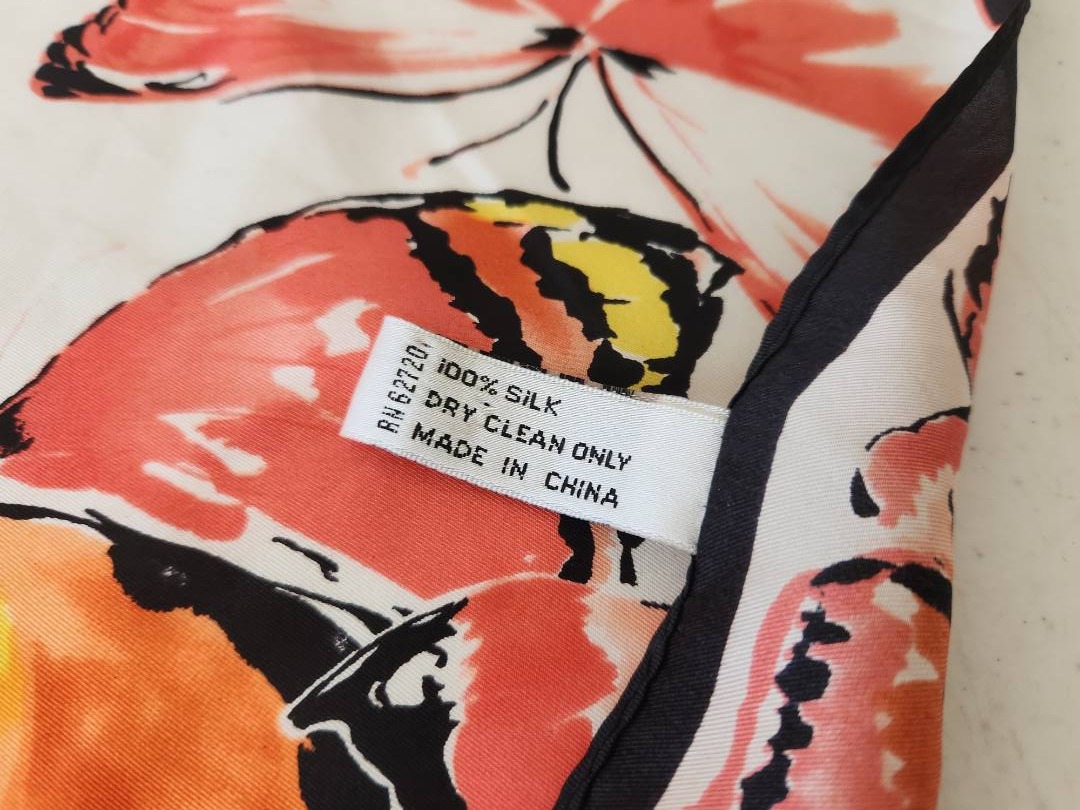 RN 62720
100% SiLK
DRY CLEAN ONLY
MADE IN CHiNA